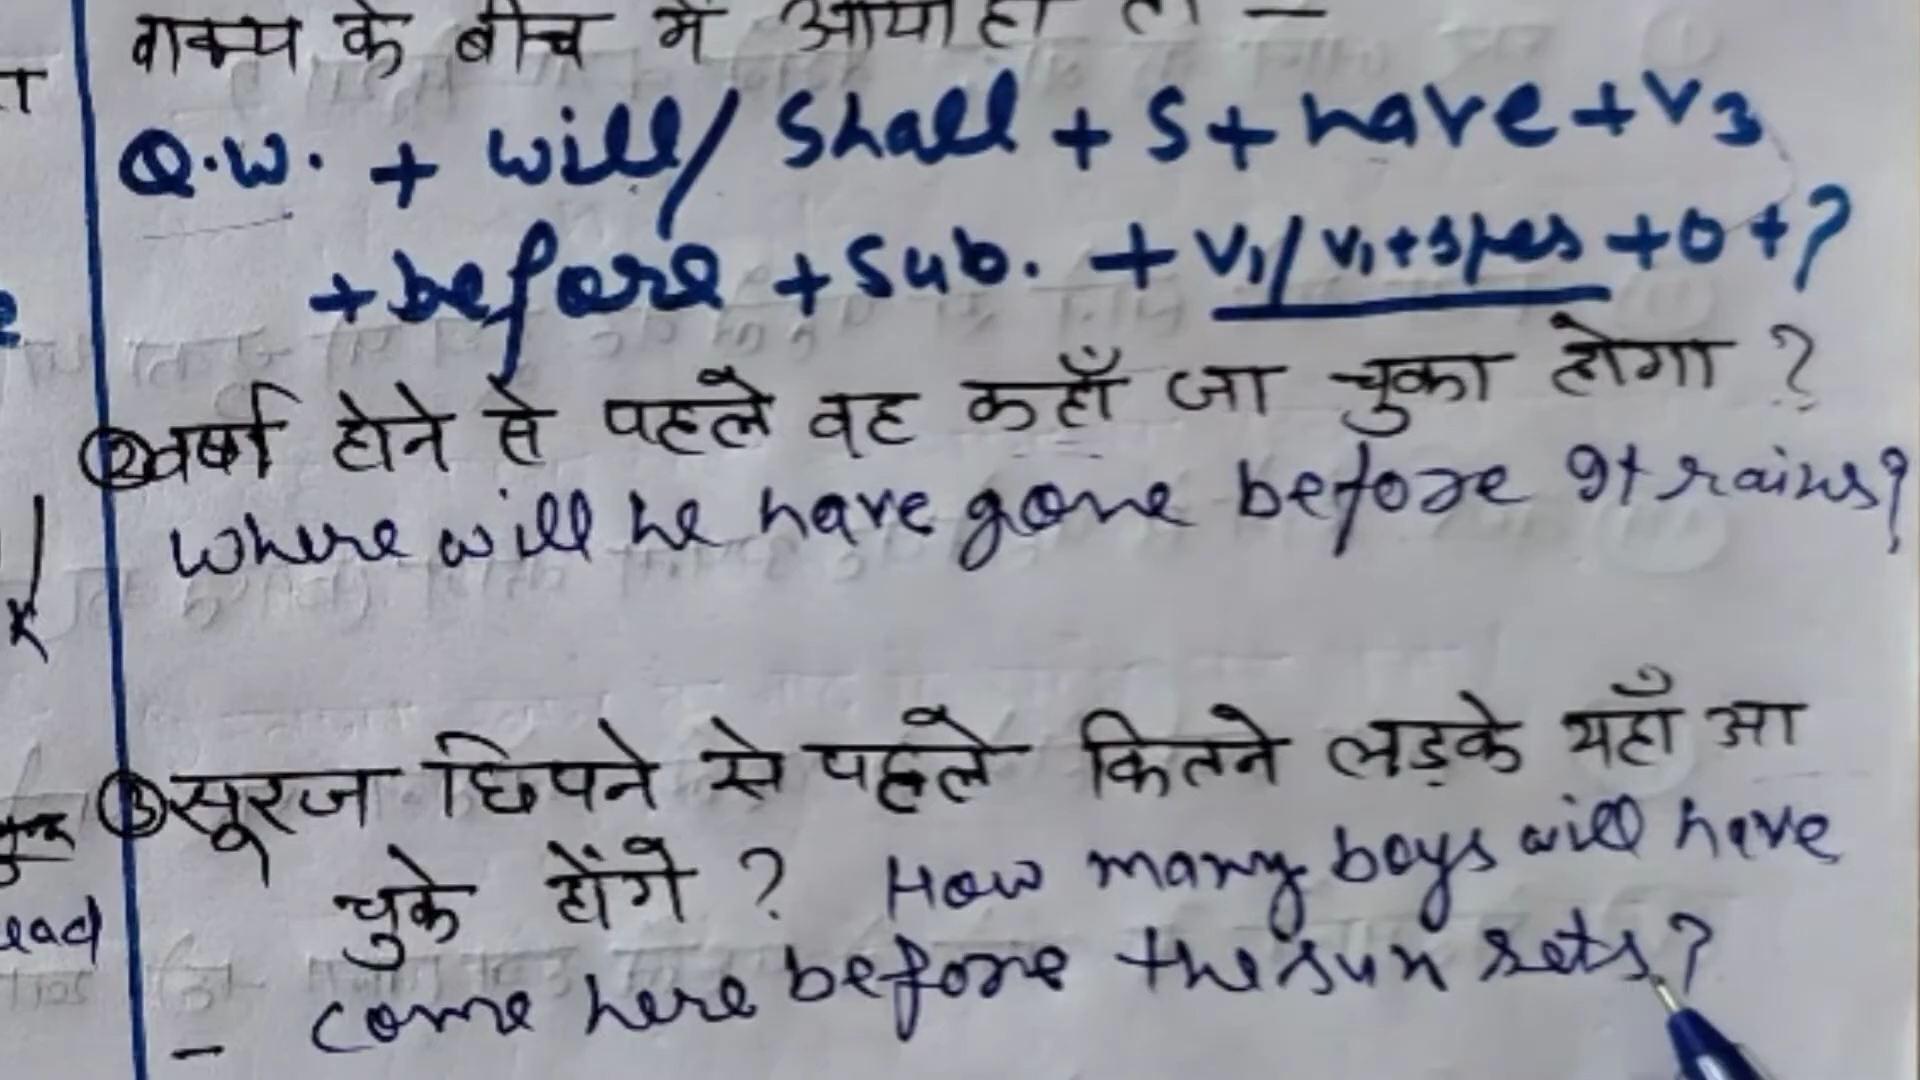 वाक्य के बीच में आया हो तो —
Q.W. + will/ Shall + S + have + V3
+ before + Sub. + V1/ V1+s/es + O + ?
② वर्षा होने से पहले वह कहाँ जा चुका होगा ?
Where will he have gone before It rains?
③ सूरज छिपने से पहले कितने लड़के यहाँ आ
चुके होंगे ? How many boys will have
- come here before the sun sets?
ead